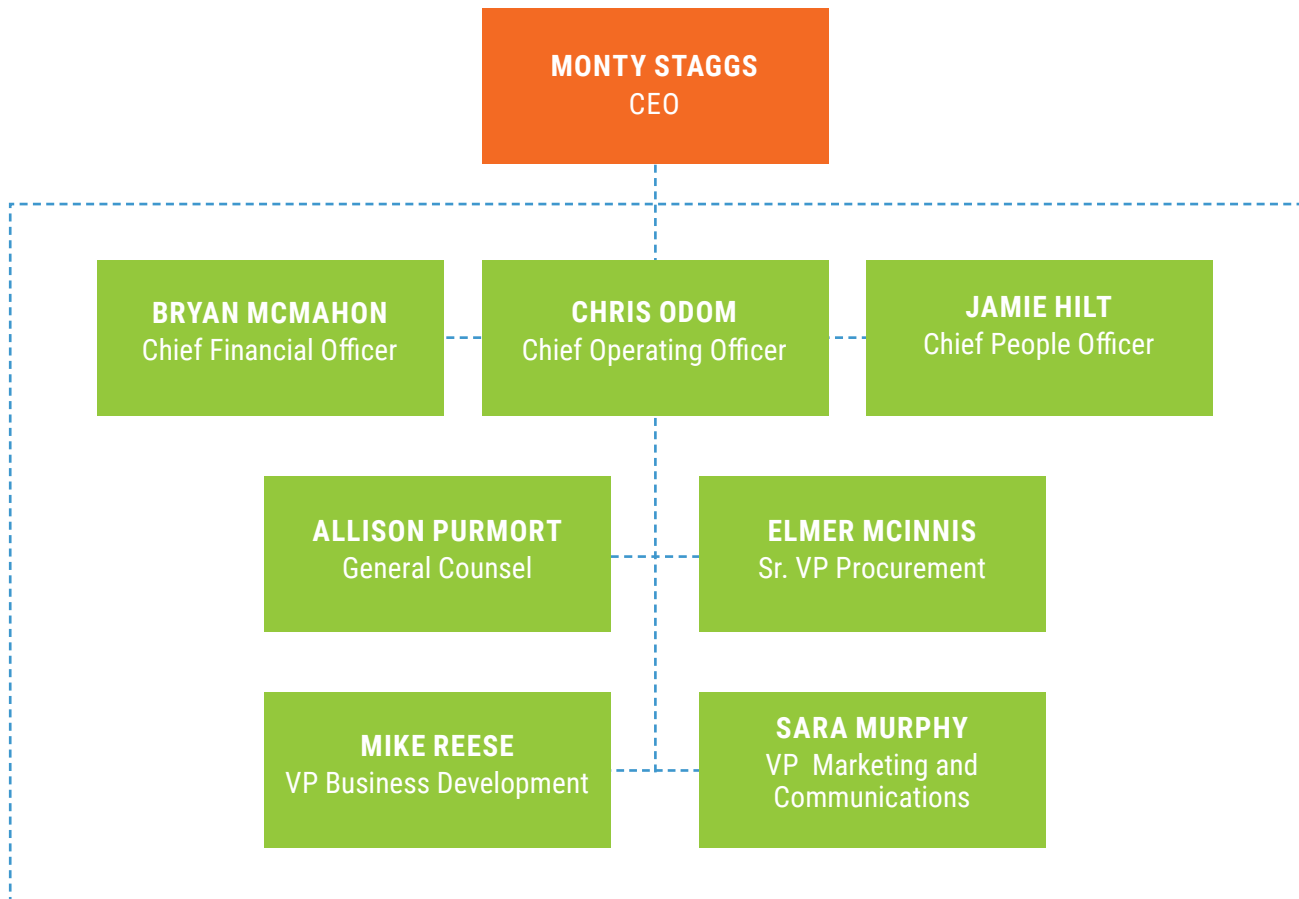 MONTY STAGGS
CEO
BRYAN MCMAHON
Chief Financial Officer
CHRIS ODOM
Chief Operating Officer
JAMIE HILT
Chief People Officer
ALLISON PURMORT
General Counsel
ELMER MCINNIS
Sr. VP Procurement
MIKE REESE
VP Business Development
SARA MURPHY
VP  Marketing and
Communications